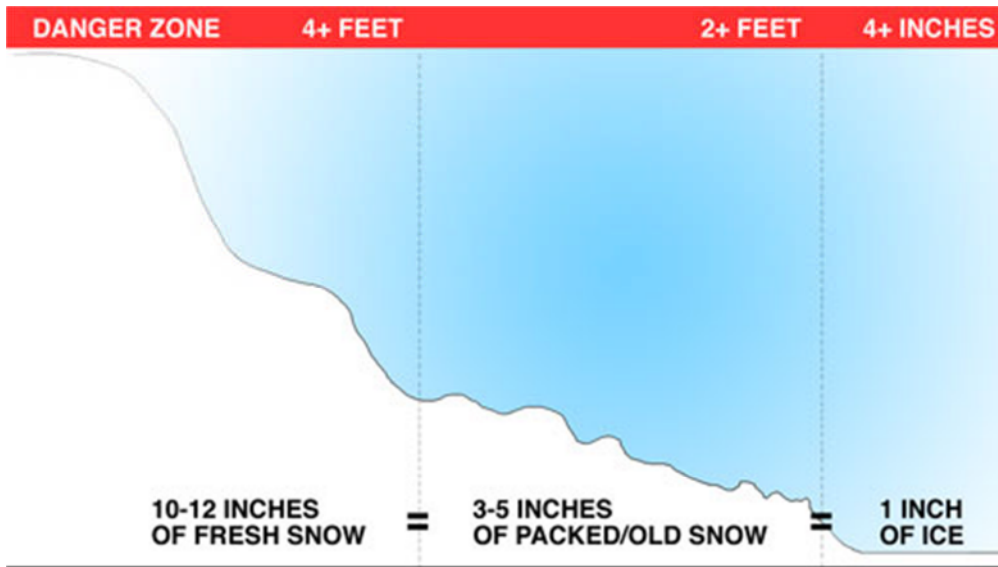 DANGER ZONE 4+ FEET 2+ FEET 4+ INCHES
10-12 INCHES
OF FRESH SNOW
=
3-5 INCHES
OF PACKED/OLD SNOW
=
1 INCH
OF ICE